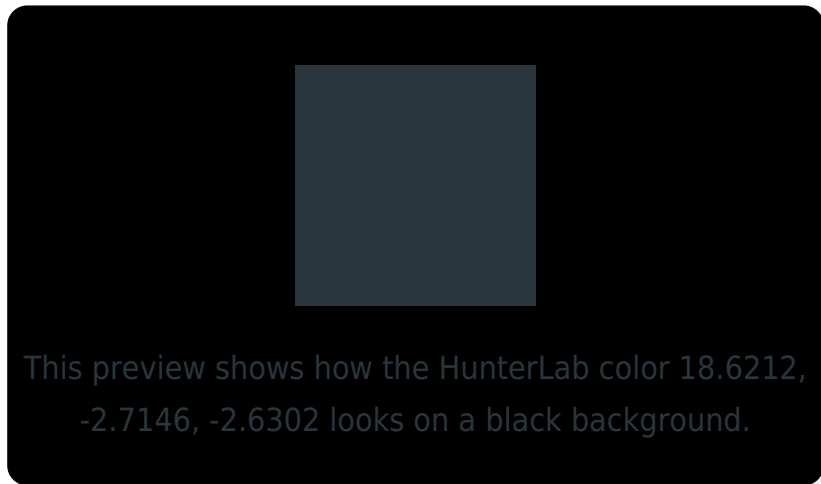 This preview shows how the HunterLab color 18.6212,
-2.7146, -2.6302 looks on a black background.